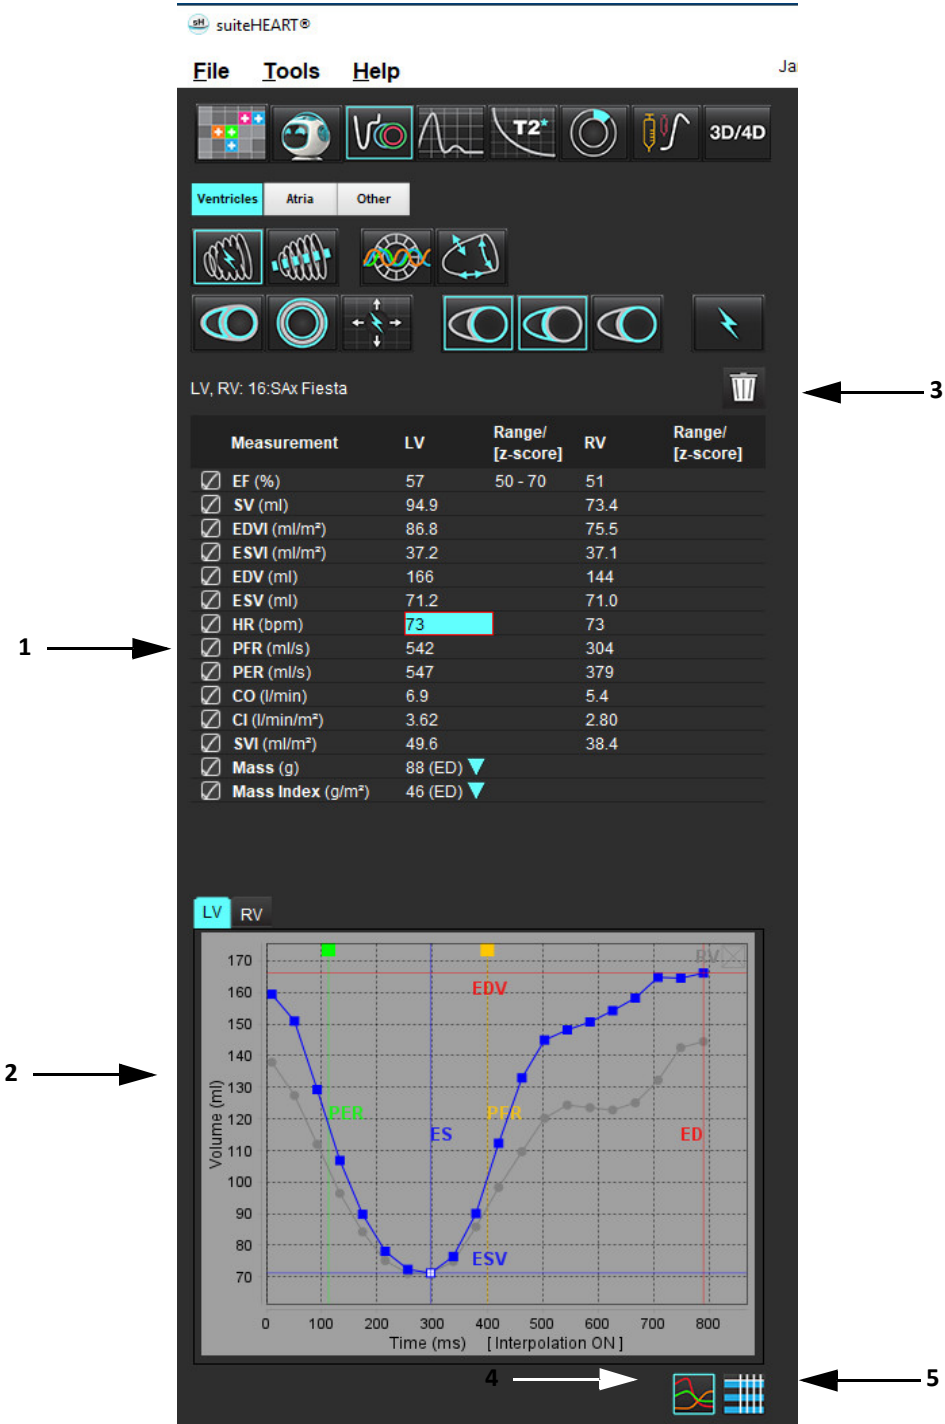 sH suiteHEART®
File Tools Help Ja
T2* 3D/4D
Ventricles Atria Other
LV, RV: 16:SAx Fiesta
3
Measurement LV Range/ [z-score] RV Range/ [z-score]
EF (%) 57 50 - 70 51
SV (ml) 94.9 73.4
EDVI (ml/m²) 86.8 75.5
ESVI (ml/m²) 37.2 37.1
EDV (ml) 166 144
ESV (ml) 71.2 71.0
HR (bpm) 73 73
1
PFR (ml/s) 542 304
PER (ml/s) 547 379
CO (l/min) 6.9 5.4
CI (l/min/m²) 3.62 2.80
SVI (ml/m²) 49.6 38.4
Mass (g) 88 (ED)
Mass Index (g/m²) 46 (ED)
LV RV
RV
170
EDV
160
150
140
2
130
PER PFR
120
ES ED
110
100
90
80
ESV
70
Volume (ml)
0 100 200 300 400 500 600 700 800
Time (ms) [ Interpolation ON ]
4 5